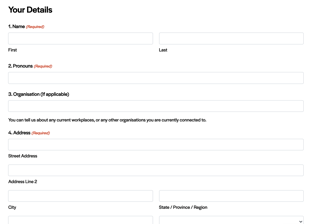 Your Details
1. Name (Required)
First Last
2. Pronouns (Required)
3. Organisation (if applicable)
You can tell us about any current workplaces, or any other organisations you are currently connected to.
4. Address (Required)
Street Address
Address Line 2
City State / Province / Region